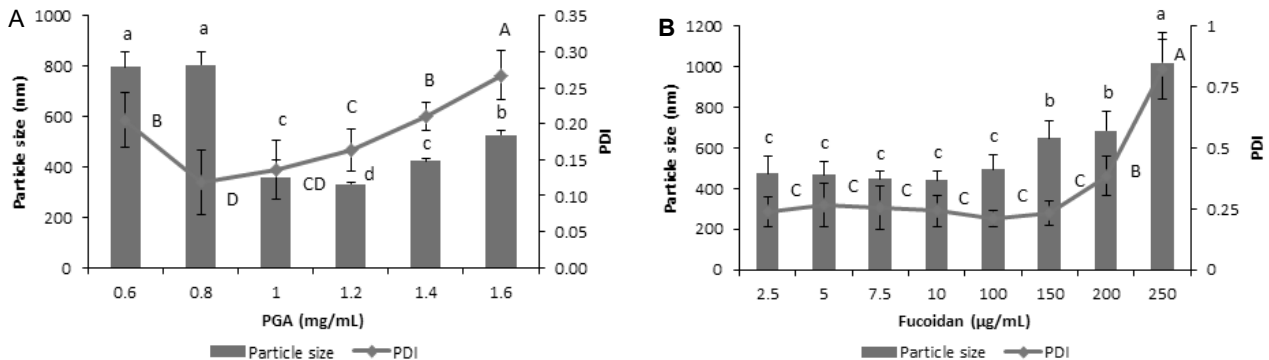 A
1000
800
600
400
200
0
Particle size (nm)
a a c d c b
B D CD C B A
0.35
0.30
0.25
0.20
0.15
0.10
0.05
0.00
PDI
0.6 0.8 1 1.2 1.4 1.6
PGA (mg/mL)
Particle size PDI
B
1200
1000
800
600
400
200
0
Particle size (nm)
c c c c c b b a
C C C C C C B A
1
0.75
0.5
0.25
0
PDI
2.5 5 7.5 10 100 150 200 250
Fucoidan (μg/mL)
Particle size PDI